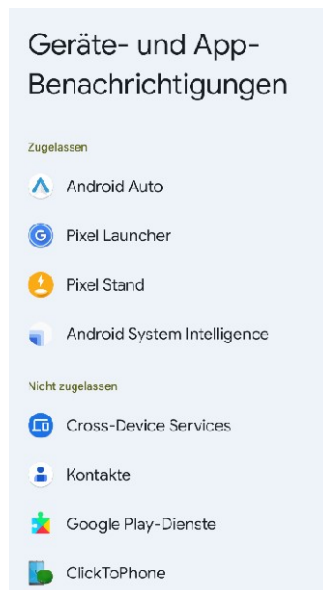 Geräte- und App-
Benachrichtigungen
Zugelassen
Android Auto
Pixel Launcher
Pixel Stand
Android System Intelligence
Nicht zugelassen
Cross-Device Services
Kontakte
Google Play-Dienste
ClickToPhone